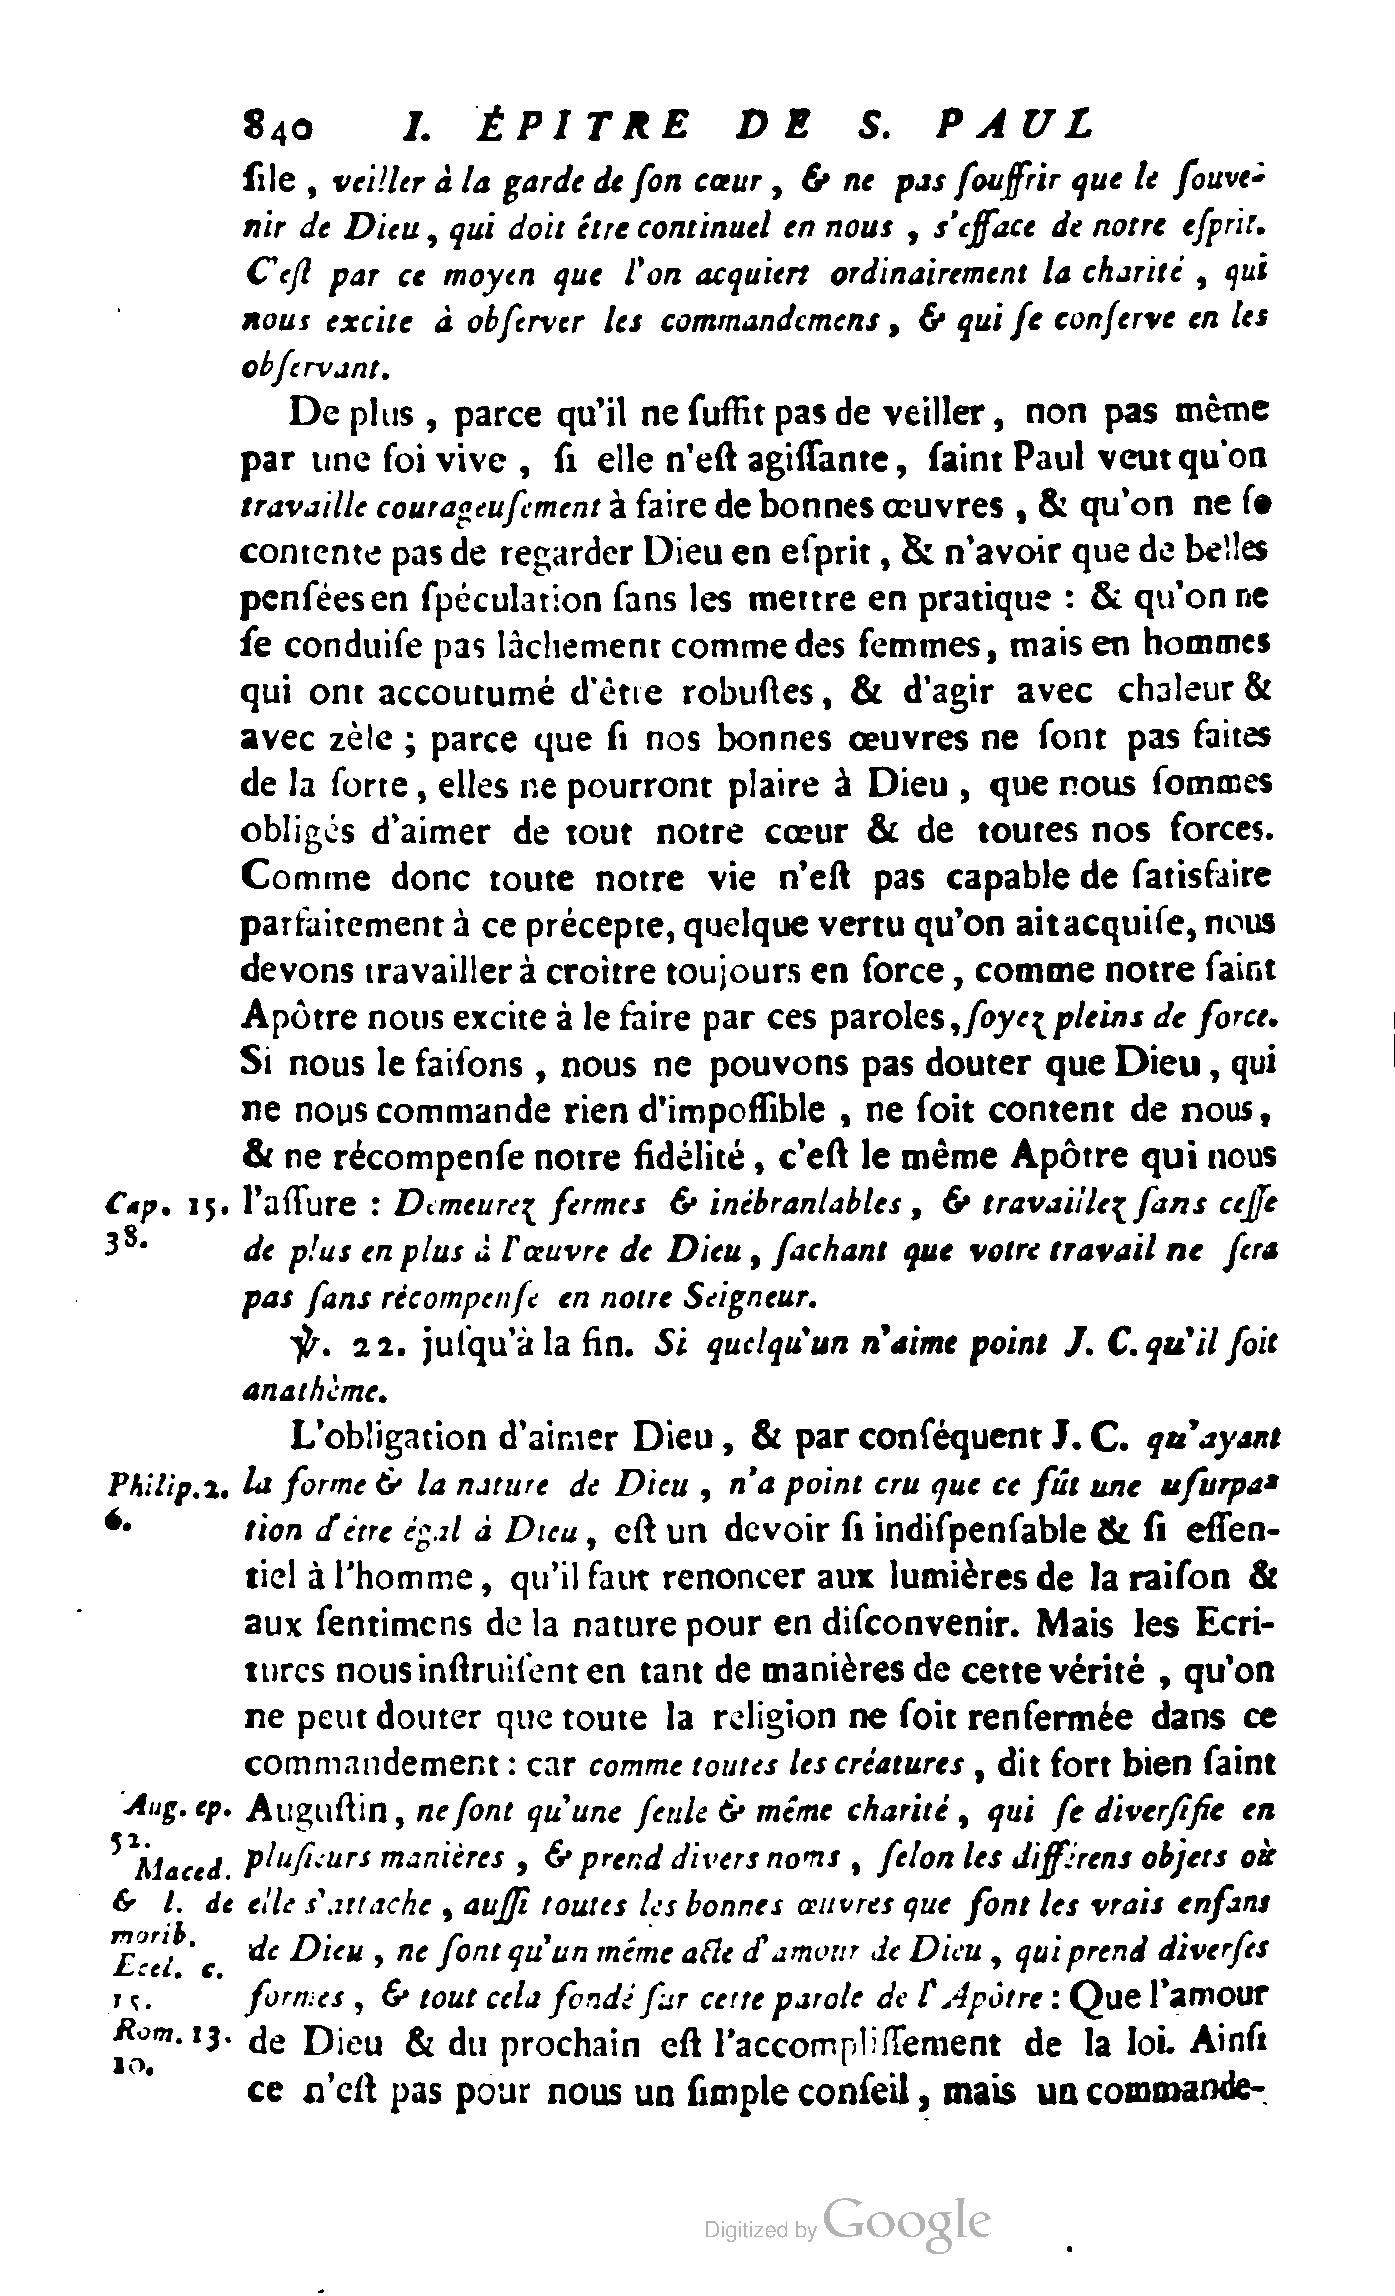 840 I. ÉPITRE DE S. PAUL
ſile , veiller à la garde de ſon cœur , & ne pas ſouffrir que le ſouve-
nir de Dieu, qui doit être continuel en nous , s'efface de notre eſprit.
C'eſt par ce moyen que l'on acquiert ordinairement la charité , qui
nous excite à obſerver les commandemens, & qui ſe conſerve en les
obſervant.
De plus , parce qu'il ne ſuffit pas de veiller, non pas même
par une foi vive , ſi elle n'eſt agiſſante, ſaint Paul veut qu'on
travaille courageuſement à faire de bonnes œuvres , & qu'on ne ſe
contente pas de regarder Dieu en eſprit , & n'avoir que de belles
penſées en ſpéculation ſans les mettre en pratique : & qu'on ne
ſe conduiſe pas lâchement comme des femmes, mais en hommes
qui ont accoutumé d'être robuſtes, & d'agir avec chaleur &
avec zèle ; parce que ſi nos bonnes œuvres ne ſont pas faites
de la ſorte , elles ne pourront plaire à Dieu , que nous ſommes
obligés d'aimer de tout notre cœur & de toutes nos forces.
Comme donc toute notre vie n'eſt pas capable de ſatisfaire
parfaitement à ce précepte, quelque vertu qu'on ait acquiſe, nous
devons travailler à croître toujours en force , comme notre ſaint
Apôtre nous excite à le faire par ces paroles, ſoyez pleins de force.
Si nous le faiſons , nous ne pouvons pas douter que Dieu , qui
ne nous commande rien d'impoſſible , ne ſoit content de nous,
& ne récompenſe notre fidélité , c'eſt le même Apôtre qui nous
Cap. 15. l'aſſure : Demeurez fermes & inébranlables, & travaillez ſans ceſſe
38. de plus en plus à l'œuvre de Dieu, ſachant que votre travail ne ſera
pas ſans récompenſe en notre Seigneur.
℣. 22. juſqu'à la fin. Si quelqu'un n'aime point J. C. qu'il ſoit
anathème.
L'obligation d'aimer Dieu , & par conſéquent J. C. qu'ayant
Philip. 2. la forme & la nature de Dieu , n'a point cru que ce fût une uſurpa-
6. tion d'être égal à Dieu, eſt un devoir ſi indiſpenſable & ſi eſſen-
tiel à l'homme, qu'il faut renoncer aux lumières de la raiſon &
aux ſentimens de la nature pour en diſconvenir. Mais les Ecri-
tures nous inſtruiſent en tant de manières de cette vérité , qu'on
ne peut douter que toute la religion ne ſoit renfermée dans ce
commandement : car comme toutes les créatures , dit fort bien ſaint
Aug. ep. Auguſtin, ne ſont qu'une ſeule & même charité , qui ſe diverſifie en
52.
Maced. pluſieurs manières , & prend divers noms , ſelon les différens objets où
& l. de elle s'attache , auſſi toutes les bonnes œuvres que font les vrais enfans
morib.
Eccl. c. de Dieu , ne ſont qu'un même acte d'amour de Dieu , qui prend diverſes
15. formes , & tout cela fondé ſur cette parole de l'Apôtre : Que l'amour
Rom. 13. de Dieu & du prochain eſt l'accompliſſement de la loi. Ainſi
10.
ce n'eſt pas pour nous un ſimple conſeil , mais un commande-
Digitized by Google